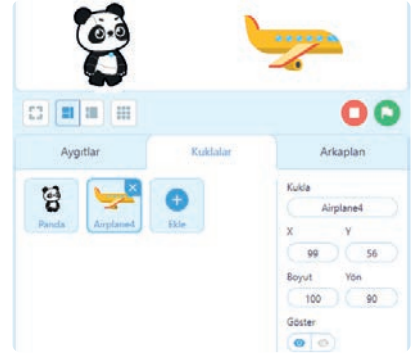 Aygıtlar Kuklalar Arkaplan
Kukla
Airplane4
X Y
99 56
Panda Airplane4 Ekle
Boyut Yön
100 90
Göster